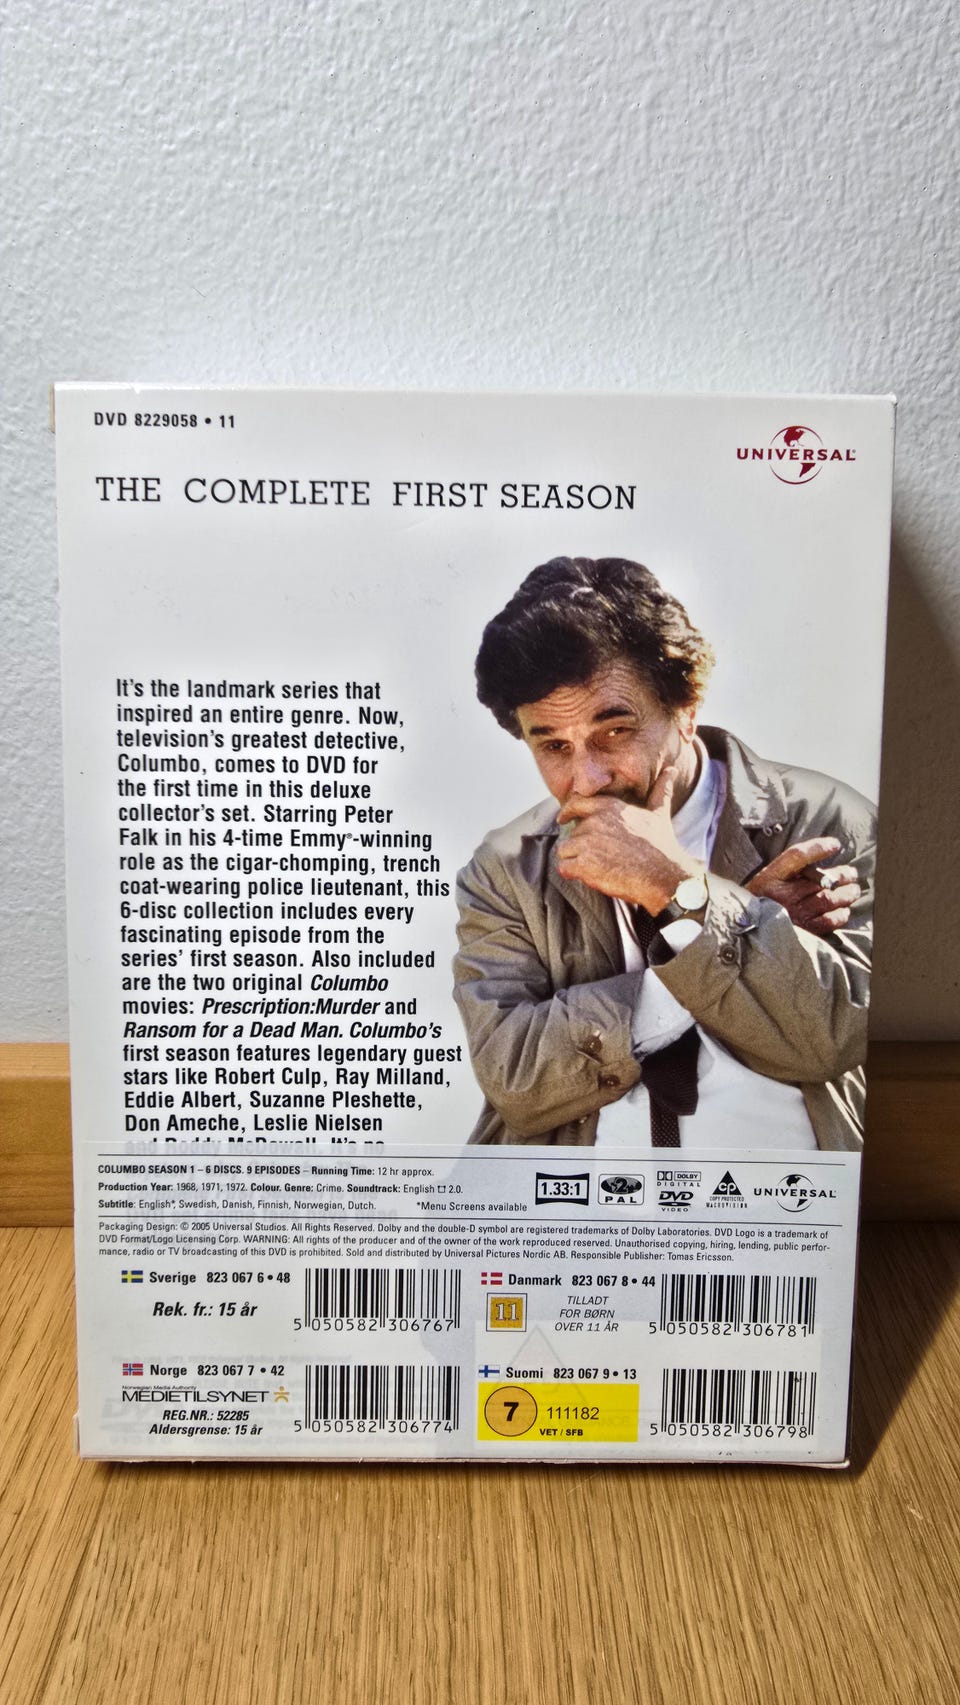 DVD 8229058 • 11
UNIVERSAL®
THE COMPLETE FIRST SEASON
It's the landmark series that
inspired an entire genre. Now,
television's greatest detective,
Columbo, comes to DVD for
the first time in this deluxe
collector's set. Starring Peter
Falk in his 4-time Emmy®-winning
role as the cigar-chomping, trench
coat-wearing police lieutenant, this
6-disc collection includes every
fascinating episode from the
series' first season. Also included
are the two original Columbo
movies: Prescription:Murder and
Ransom for a Dead Man. Columbo's
first season features legendary guest
stars like Robert Culp, Ray Milland,
Eddie Albert, Suzanne Pleshette,
Don Ameche, Leslie Nielsen
and Roddy McDowall. It's no
COLUMBO SEASON 1 – 6 DISCS. 9 EPISODES – Running Time: 12 hr approx.
Production Year: 1968, 1971, 1972. Colour. Genre: Crime. Soundtrack: English 2.0.
Subtitle: English*, Swedish, Danish, Finnish, Norwegian, Dutch. *Menu Screens available
1.33:1
2
PAL
DOLBY
DIGITAL
DVD
VIDEO
CP
COPY PROTECTED
MACROVISION
UNIVERSAL
Packaging Design: © 2005 Universal Studios. All Rights Reserved. Dolby and the double-D symbol are registered trademarks of Dolby Laboratories. DVD Logo is a trademark of
DVD Format/Logo Licensing Corp. WARNING: All rights of the producer and of the owner of the work reproduced reserved. Unauthorised copying, hiring, lending, public perfor-
mance, radio or TV broadcasting of this DVD is prohibited. Sold and distributed by Universal Pictures Nordic AB. Responsible Publisher: Tomas Ericsson.
Sverige 823 067 6 • 48
Rek. fr.: 15 år
5 050582 306767
Danmark 823 067 8 • 44
11
TILLADT
FOR BØRN
OVER 11 ÅR
5 050582 306781
Norge 823 067 7 • 42
Norwegian Media Authority
MEDIETILSYNET
REG.NR.: 52285
Aldersgrense: 15 år
5 050582 306774
Suomi 823 067 9 • 13
7
111182
VET / SFB
5 050582 306798